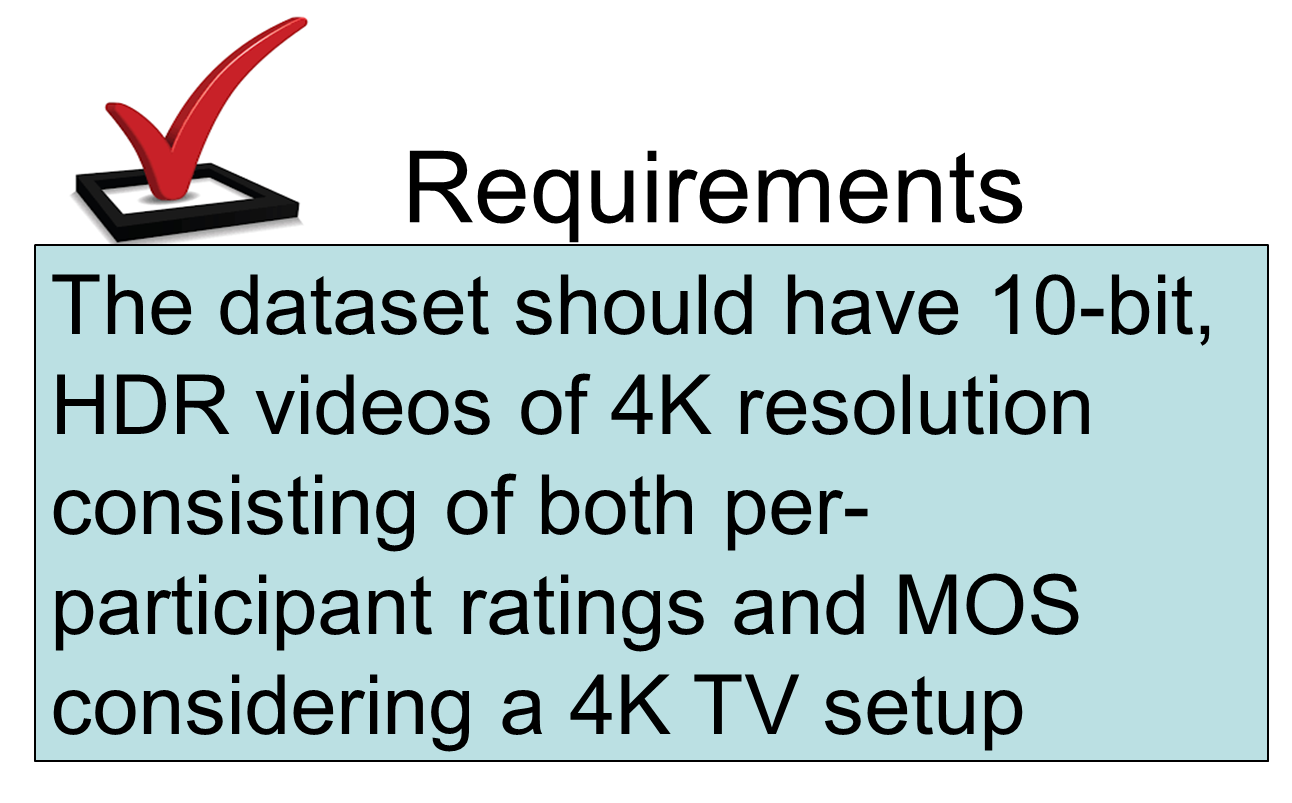 Requirements
The dataset should have 10-bit,
HDR videos of 4K resolution
consisting of both per-
participant ratings and MOS
considering a 4K TV setup